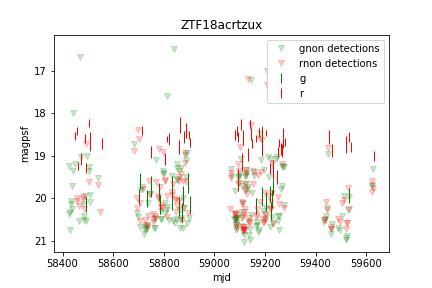 ZTF18acrtzux
gnon detections
rnon detections
g
r
magpsf
17
18
19
20
21
58400 58600 58800 59000 59200 59400 59600
mjd